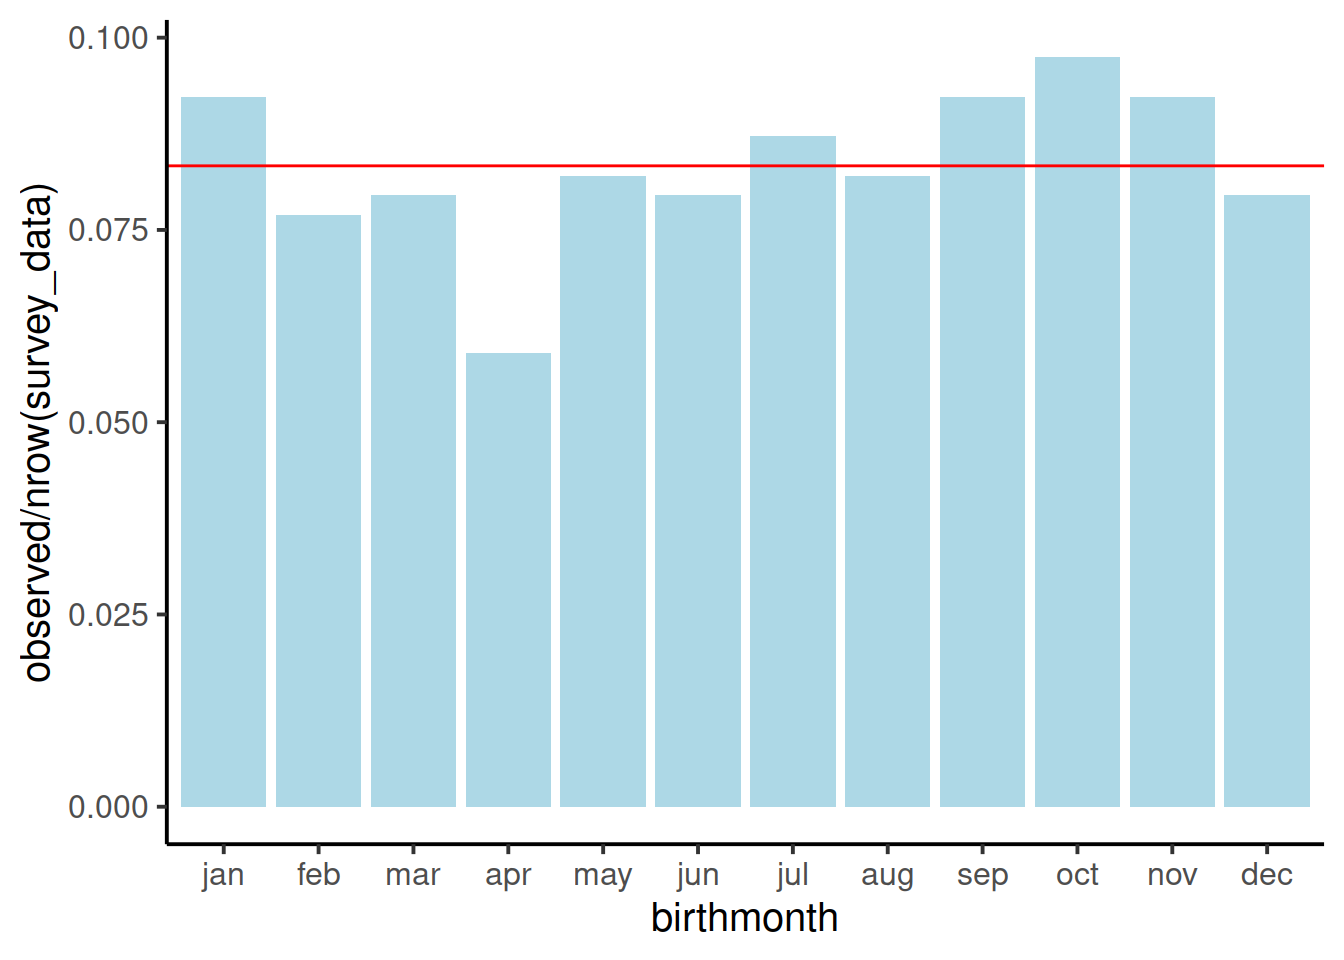 0.100
0.075
0.050
0.025
0.000
observed/nrow(survey_data)
jan feb mar apr may jun jul aug sep oct nov dec
birthmonth